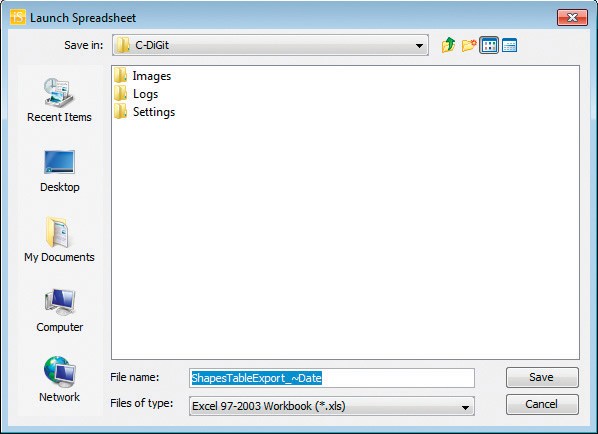 Launch Spreadsheet
Save in: C-DiGit
Images
Logs
Settings
Recent Items
Desktop
My Documents
Computer
Network
File name: ShapesTableExport_~Date Save
Files of type: Excel 97-2003 Workbook (*.xls) Cancel